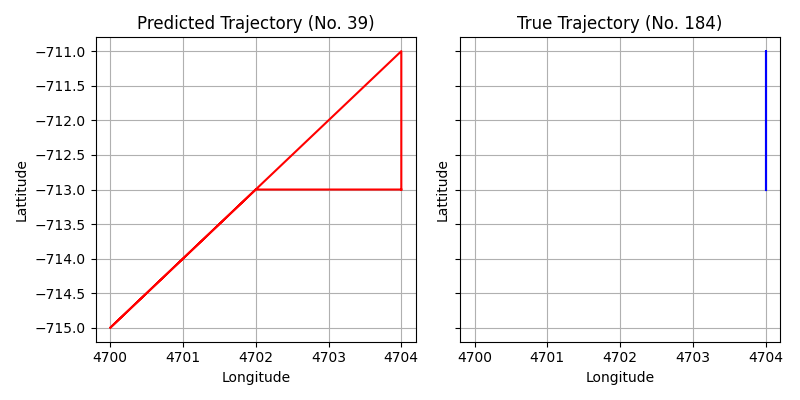 Predicted Trajectory (No. 39)
True Trajectory (No. 184)
−711.0
−711.5
−712.0
−712.5
−713.0
−713.5
−714.0
−714.5
−715.0
Lattitude
Lattitude
4700 4701 4702 4703 4704
4700 4701 4702 4703 4704
Longitude
Longitude